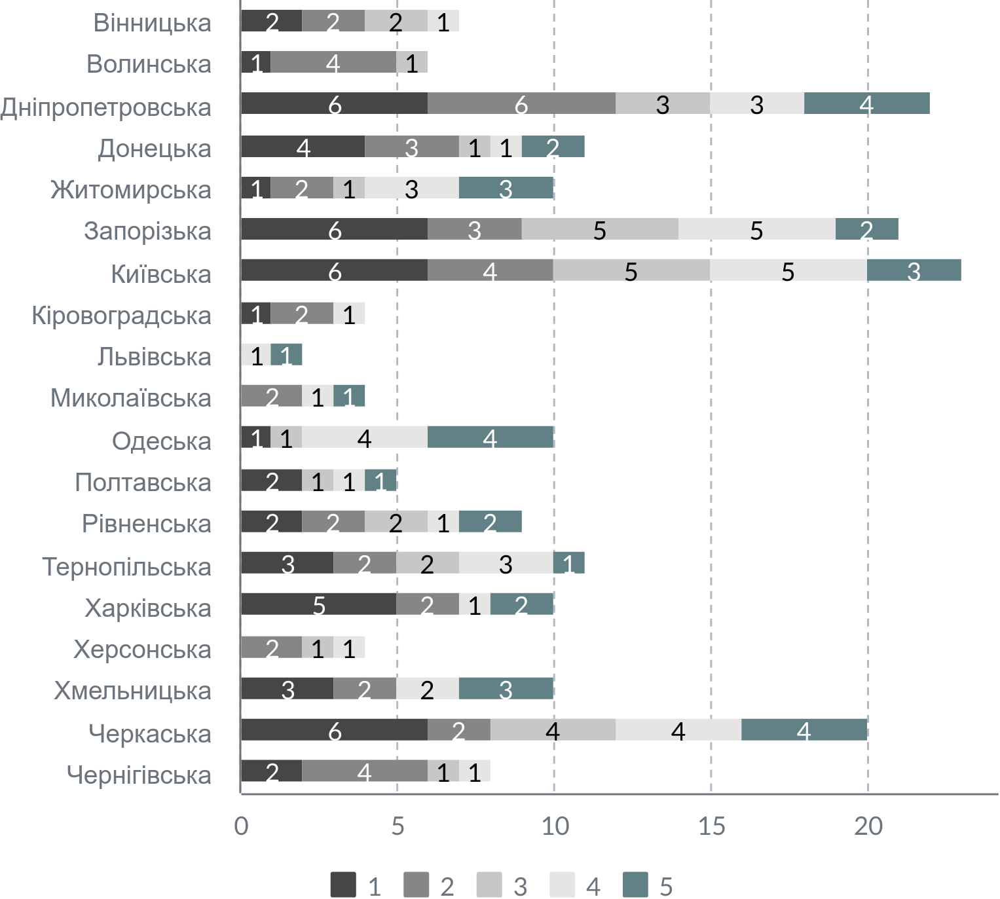 Вінницька 2 2 2 1
Волинська 1 4 1
Дніпропетровська 6 6 3 3 4
Донецька 4 3 1 1 2
Житомирська 1 2 1 3 3
Запорізька 6 3 5 5 2
Київська 6 4 5 5 3
Кіровоградська 1 2 1
Львівська 1 1
Миколаївська 2 1 1
Одеська 1 1 4 4
Полтавська 2 1 1 1
Рівненська 2 2 2 1 2
Тернопільська 3 2 2 3 1
Харківська 5 2 1 2
Херсонська 2 1 1
Хмельницька 3 2 2 3
Черкаська 6 2 4 4 4
Чернігівська 2 4 1 1
0 5 10 15 20
1 2 3 4 5